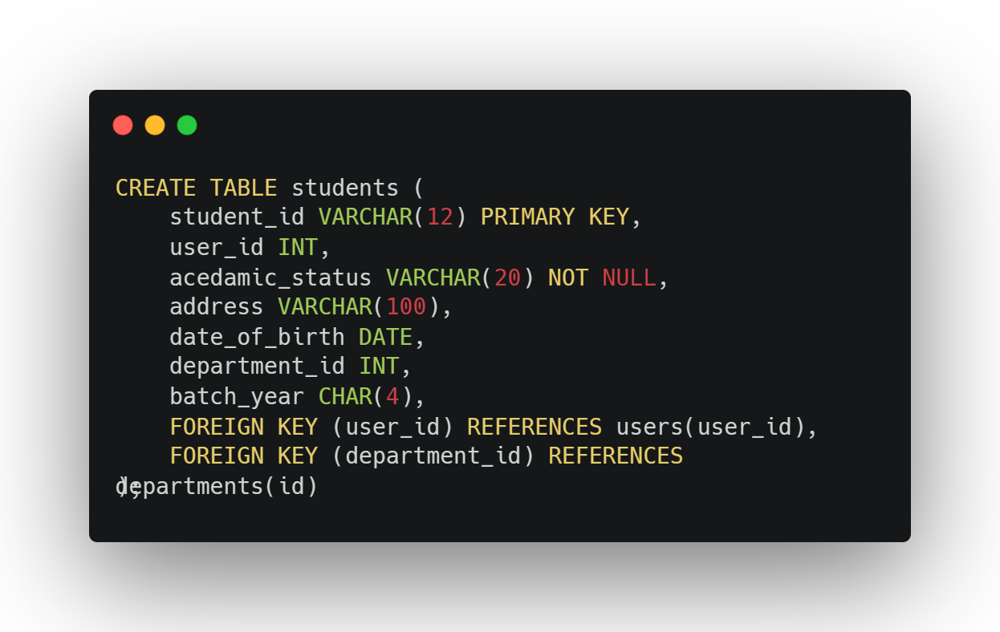 CREATE TABLE students (
    student_id VARCHAR(12) PRIMARY KEY,
    user_id INT,
    acedamic_status VARCHAR(20) NOT NULL,
    address VARCHAR(100),
    date_of_birth DATE,
    department_id INT,
    batch_year CHAR(4),
    FOREIGN KEY (user_id) REFERENCES users(user_id),
    FOREIGN KEY (department_id) REFERENCES
departments(id)
);